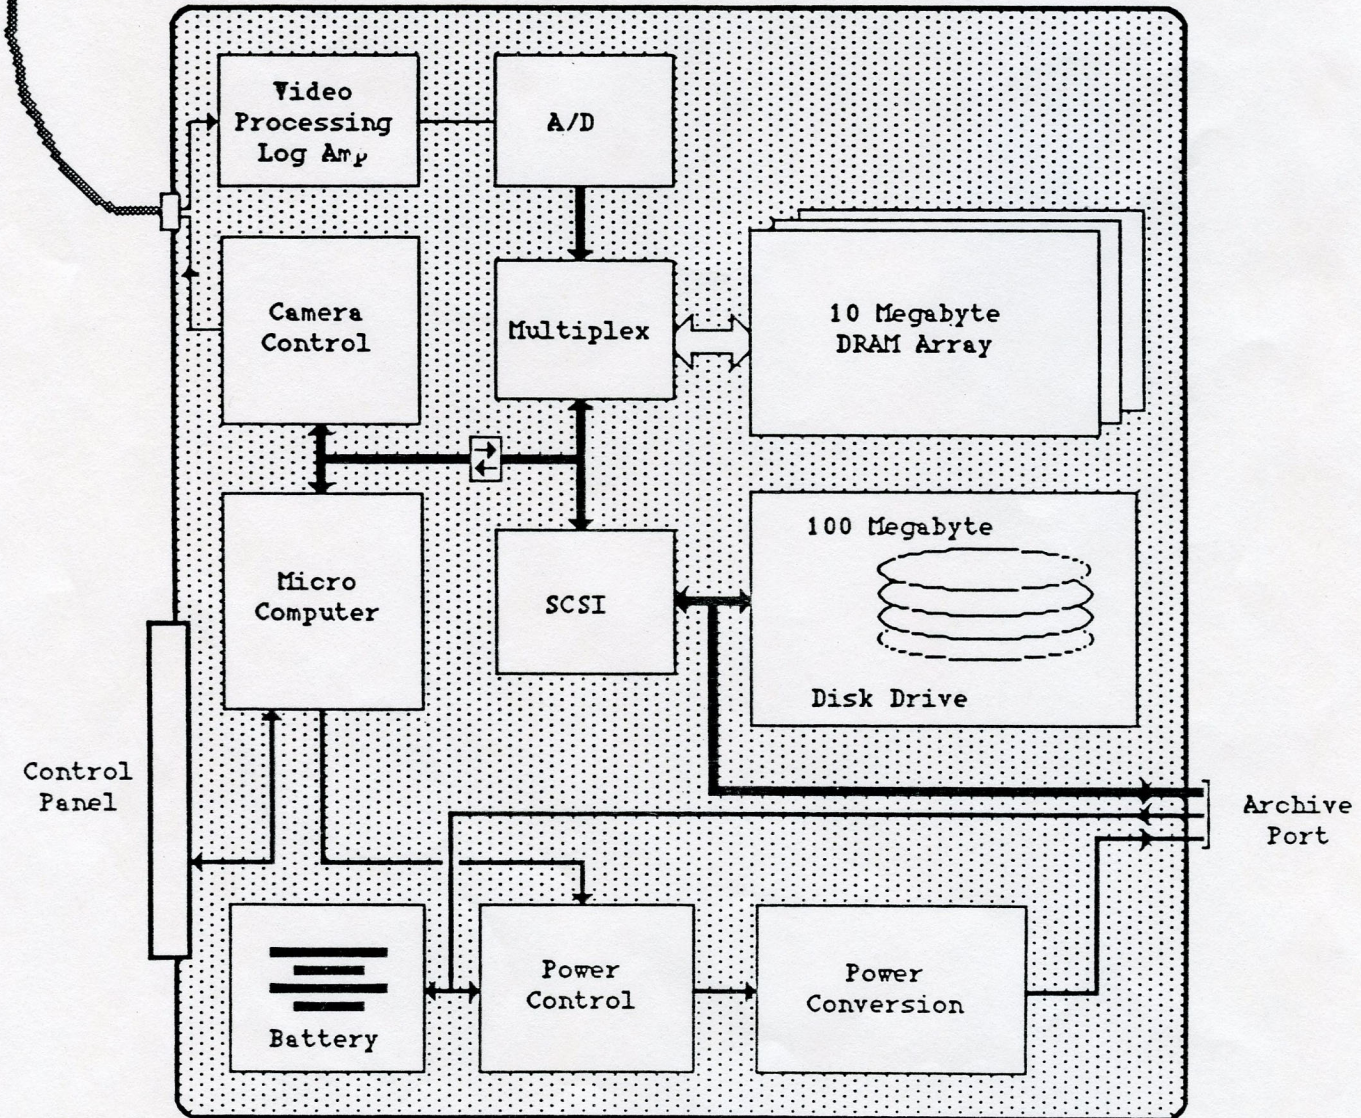 Video
Processing
Log Amp
A/D
Camera
Control
Multiplex
10 Megabyte
DRAM Array
Micro
Computer
SCSI
100 Megabyte
Disk Drive
Control
Panel
Archive
Port
Battery
Power
Control
Power
Conversion